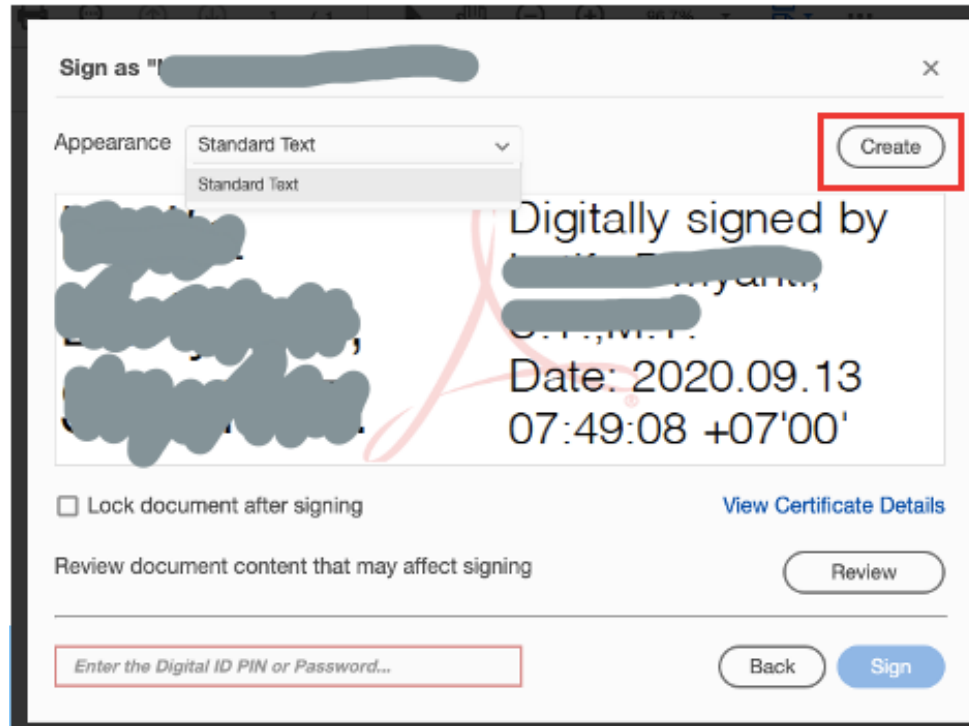 Sign as "
Appearance
Standard Text
Create
Standard Text
Digitally signed by
Date: 2020.09.13
07:49:08 +07'00'
®
Lock document after signing
View Certificate Details
Review document content that may affect signing
Review
Enter the Digital ID PIN or Password...
Back
Sign